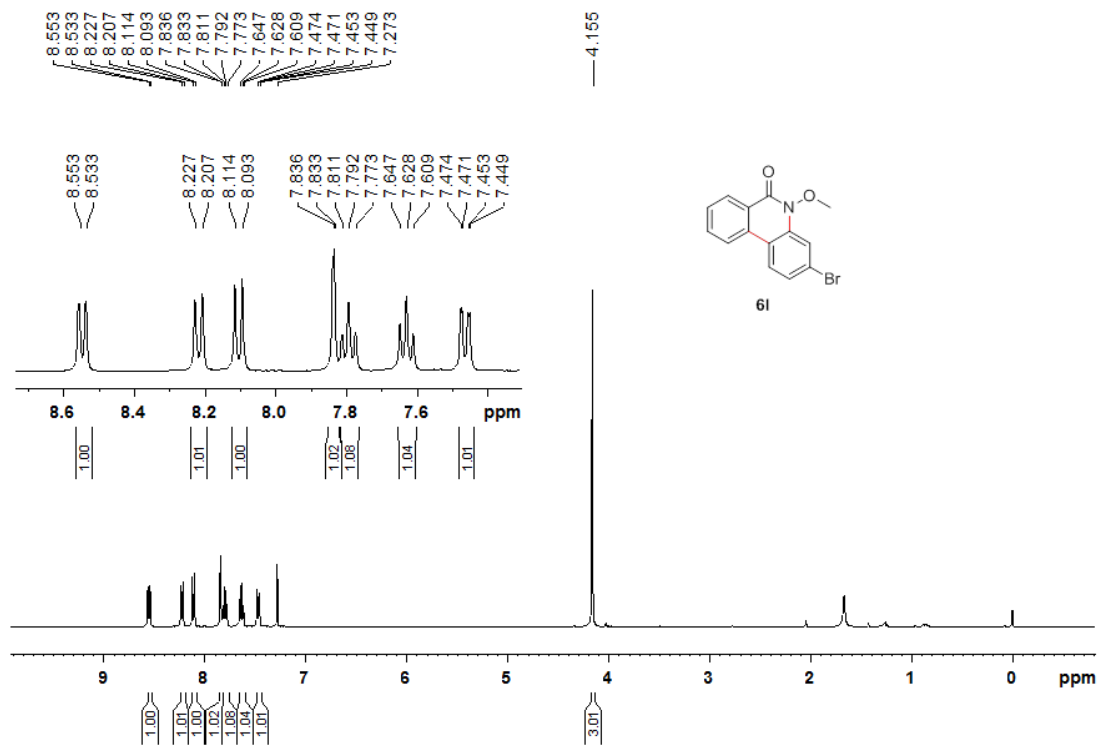 8.553 8.533 8.227 8.207 8.114 8.093 7.836 7.833 7.811 7.792 7.773 7.647 7.628 7.609 7.474 7.471 7.453 7.449 7.273
4.155
8.553 8.533 8.227 8.207 8.114 8.093 7.836 7.833 7.811 7.792 7.773 7.647 7.628 7.609 7.474 7.471 7.453 7.449
O
N O
Br
6l
8.6 8.4 8.2 8.0 7.8 7.6 ppm
1.00 1.01 1.00 1.02 1.08 1.04 1.01
9 8 7 6 5 4 3 2 1 0 ppm
1.00 1.01 1.00 1.02 1.08 1.04 1.01 3.01